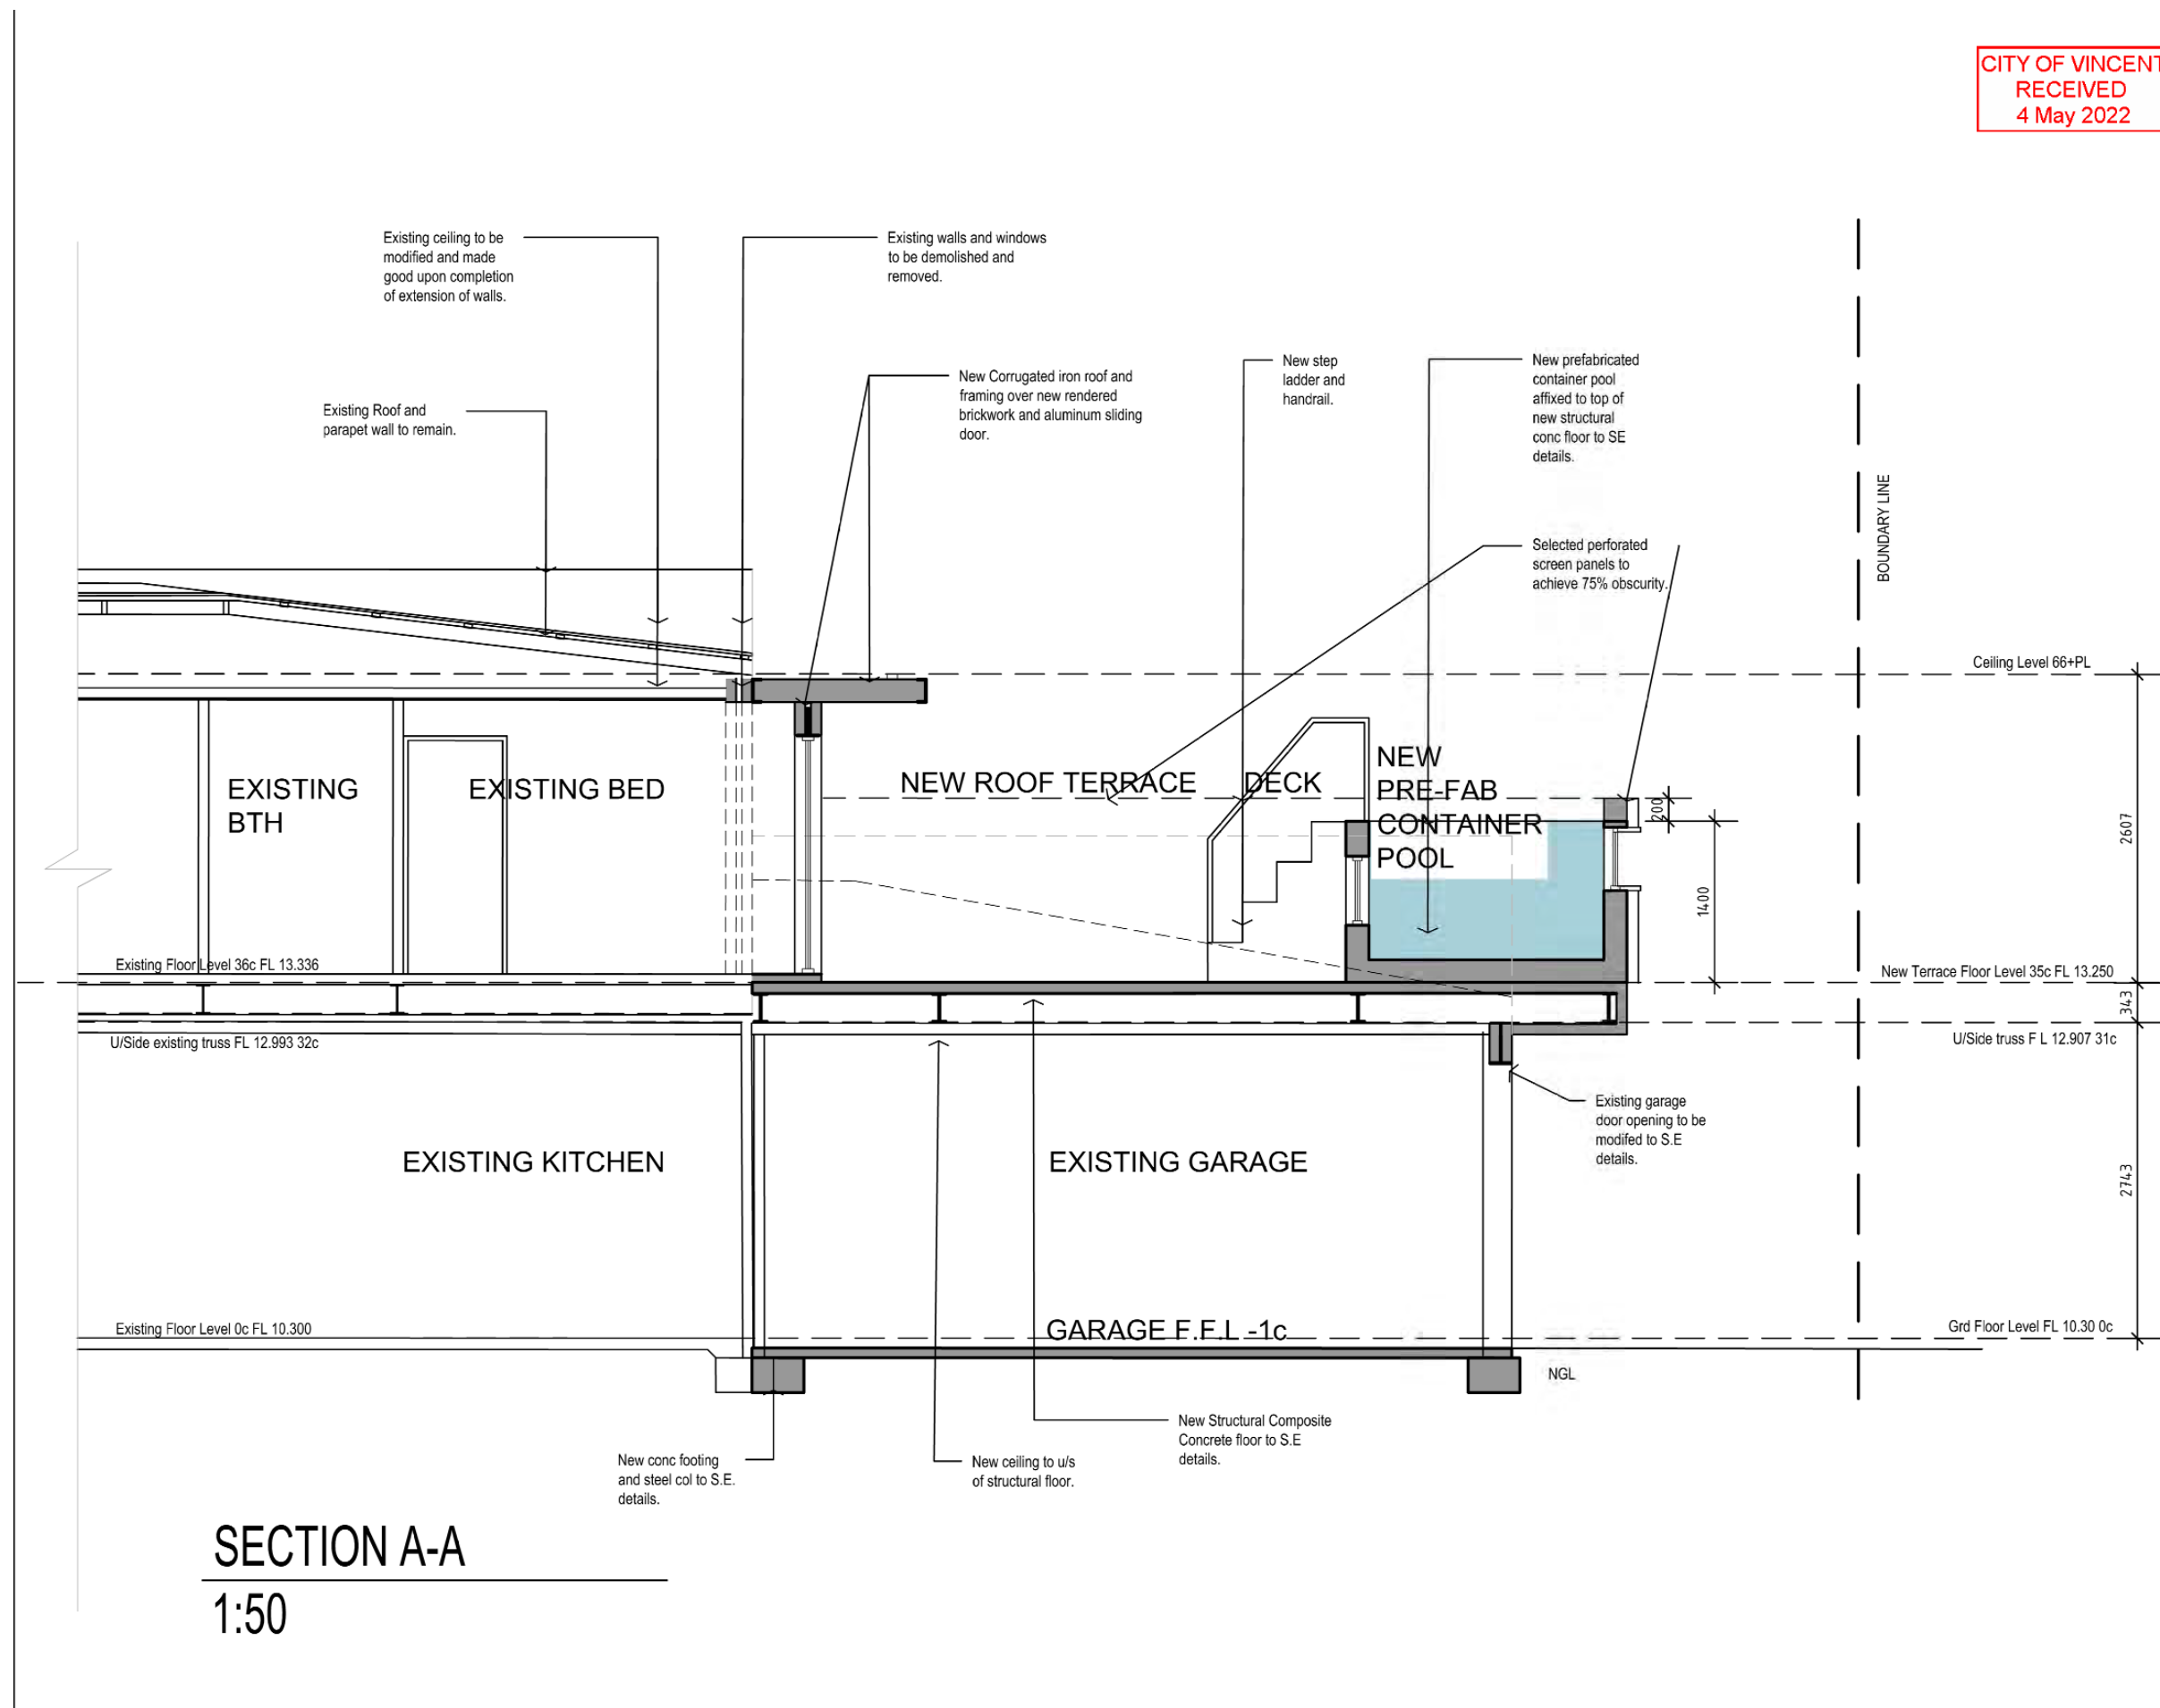 CITY OF VINCENT
RECEIVED
4 May 2022
Existing ceiling to be
modified and made
good upon completion
of extension of walls.
Existing walls and windows
to be demolished and
removed.
New Corrugated iron roof and
framing over new rendered
brickwork and aluminum sliding
door.
New step
ladder and
handrail.
New prefabricated
container pool
affixed to top of
new structural
conc floor to SE
details.
Existing Roof and
parapet wall to remain.
BOUNDARY LINE
Selected perforated
screen panels to
achieve 75% obscurity.
Ceiling Level 66+PL
EXISTING
BTH
EXISTING BED
NEW ROOF TERRACE
DECK
NEW
PRE-FAB
CONTAINER
POOL
200
1400
2607
Existing Floor Level 36c FL 13.336
New Terrace Floor Level 35c FL 13.250
343
U/Side existing truss FL 12.993 32c
U/Side truss F L 12.907 31c
Existing garage
door opening to be
modifed to S.E
details.
EXISTING KITCHEN
EXISTING GARAGE
2743
Existing Floor Level 0c FL 10.300
GARAGE F.F.L -1c
Grd Floor Level FL 10.30 0c
NGL
New conc footing
and steel col to S.E.
details.
New ceiling to u/s
of structural floor.
New Structural Composite
Concrete floor to S.E
details.
SECTION A-A
1:50